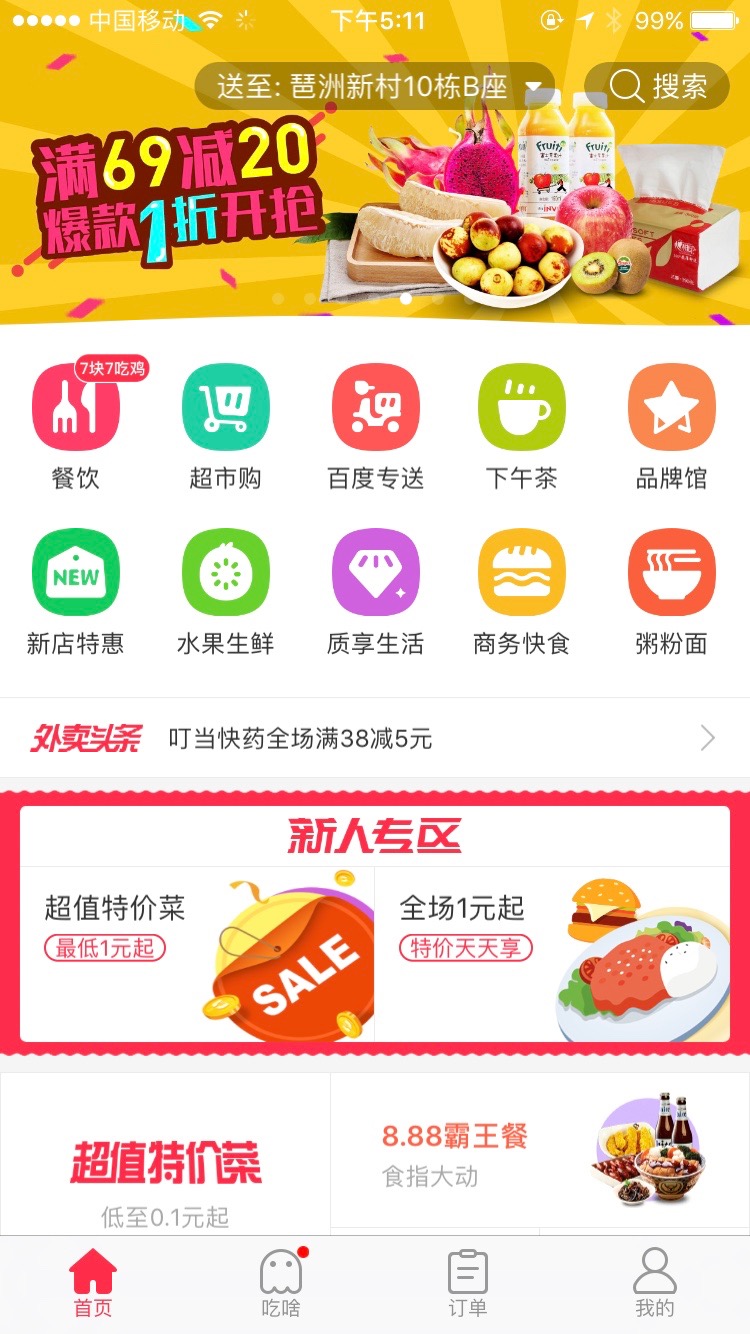 中国移动 下午5:11 99%
送至: 琶洲新村10栋B座 搜索
满69减20
爆款1折开抢
Fruiti Fruiti
SOFT
7块7吃鸡
餐饮 超市购 百度专送 下午茶 品牌馆
NEW
新店特惠 水果生鲜 质享生活 商务快食 粥粉面
外卖头条 叮当快药全场满38减5元
新人专区
超值特价菜 全场1元起
最低1元起 特价天天享
SALE
8.88霸王餐
超值特价菜 食指大动
低至0.1元起
首页 吃啥 订单 我的